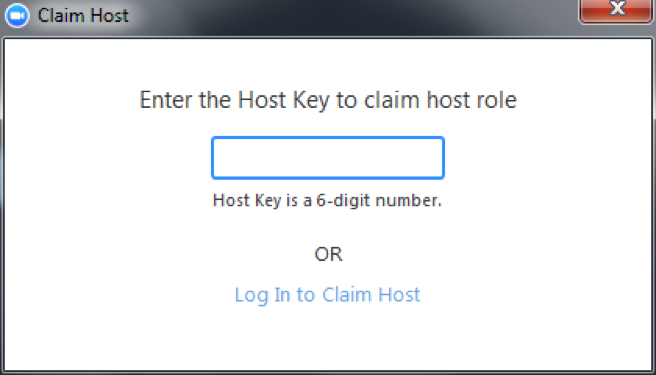 Claim Host
Enter the Host Key to claim host role
Host Key is a 6-digit number.
OR
Log In to Claim Host